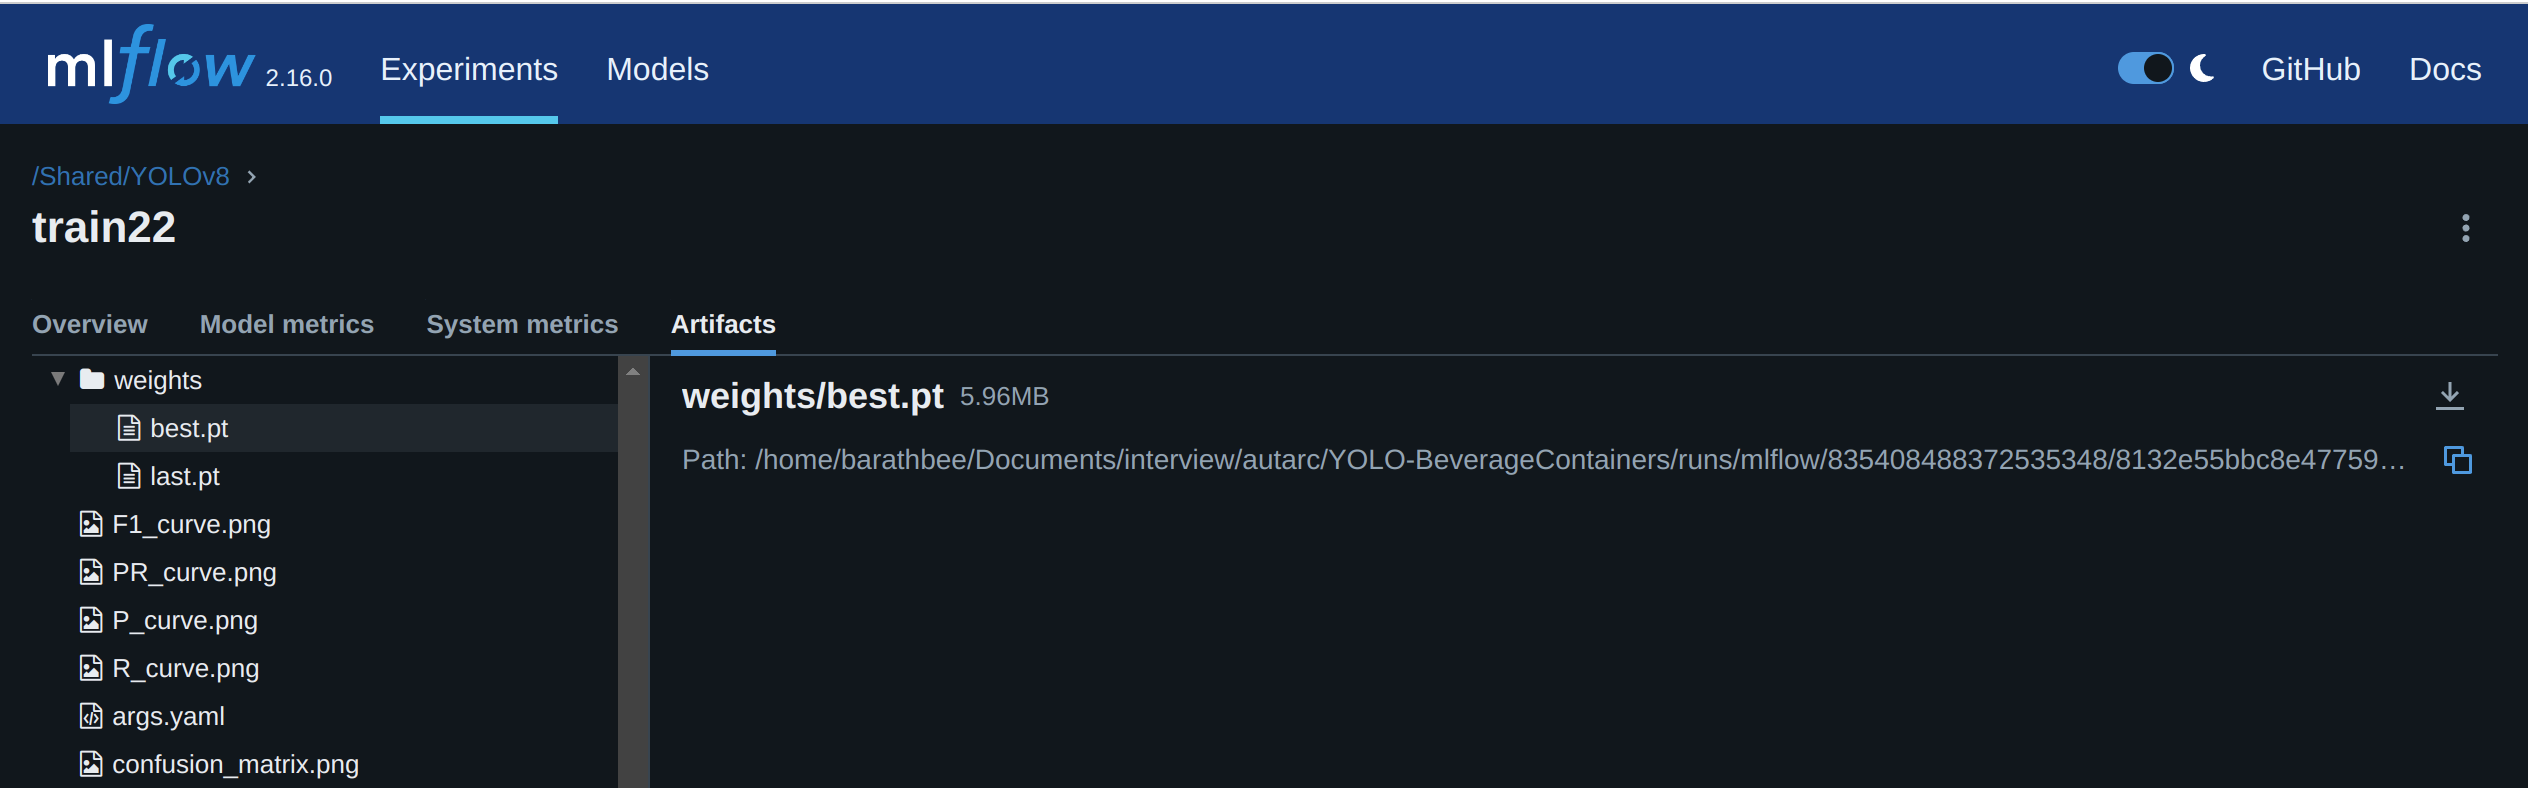 mlflow 2.16.0 Experiments Models GitHub Docs
/Shared/YOLOv8 >
train22
Overview Model metrics System metrics Artifacts
weights
best.pt
last.pt
F1_curve.png
PR_curve.png
P_curve.png
R_curve.png
args.yaml
confusion_matrix.png
weights/best.pt 5.96MB
Path: /home/barathbee/Documents/interview/autarc/YOLO-BeverageContainers/runs/mlflow/835408488372535348/8132e55bbc8e47759…